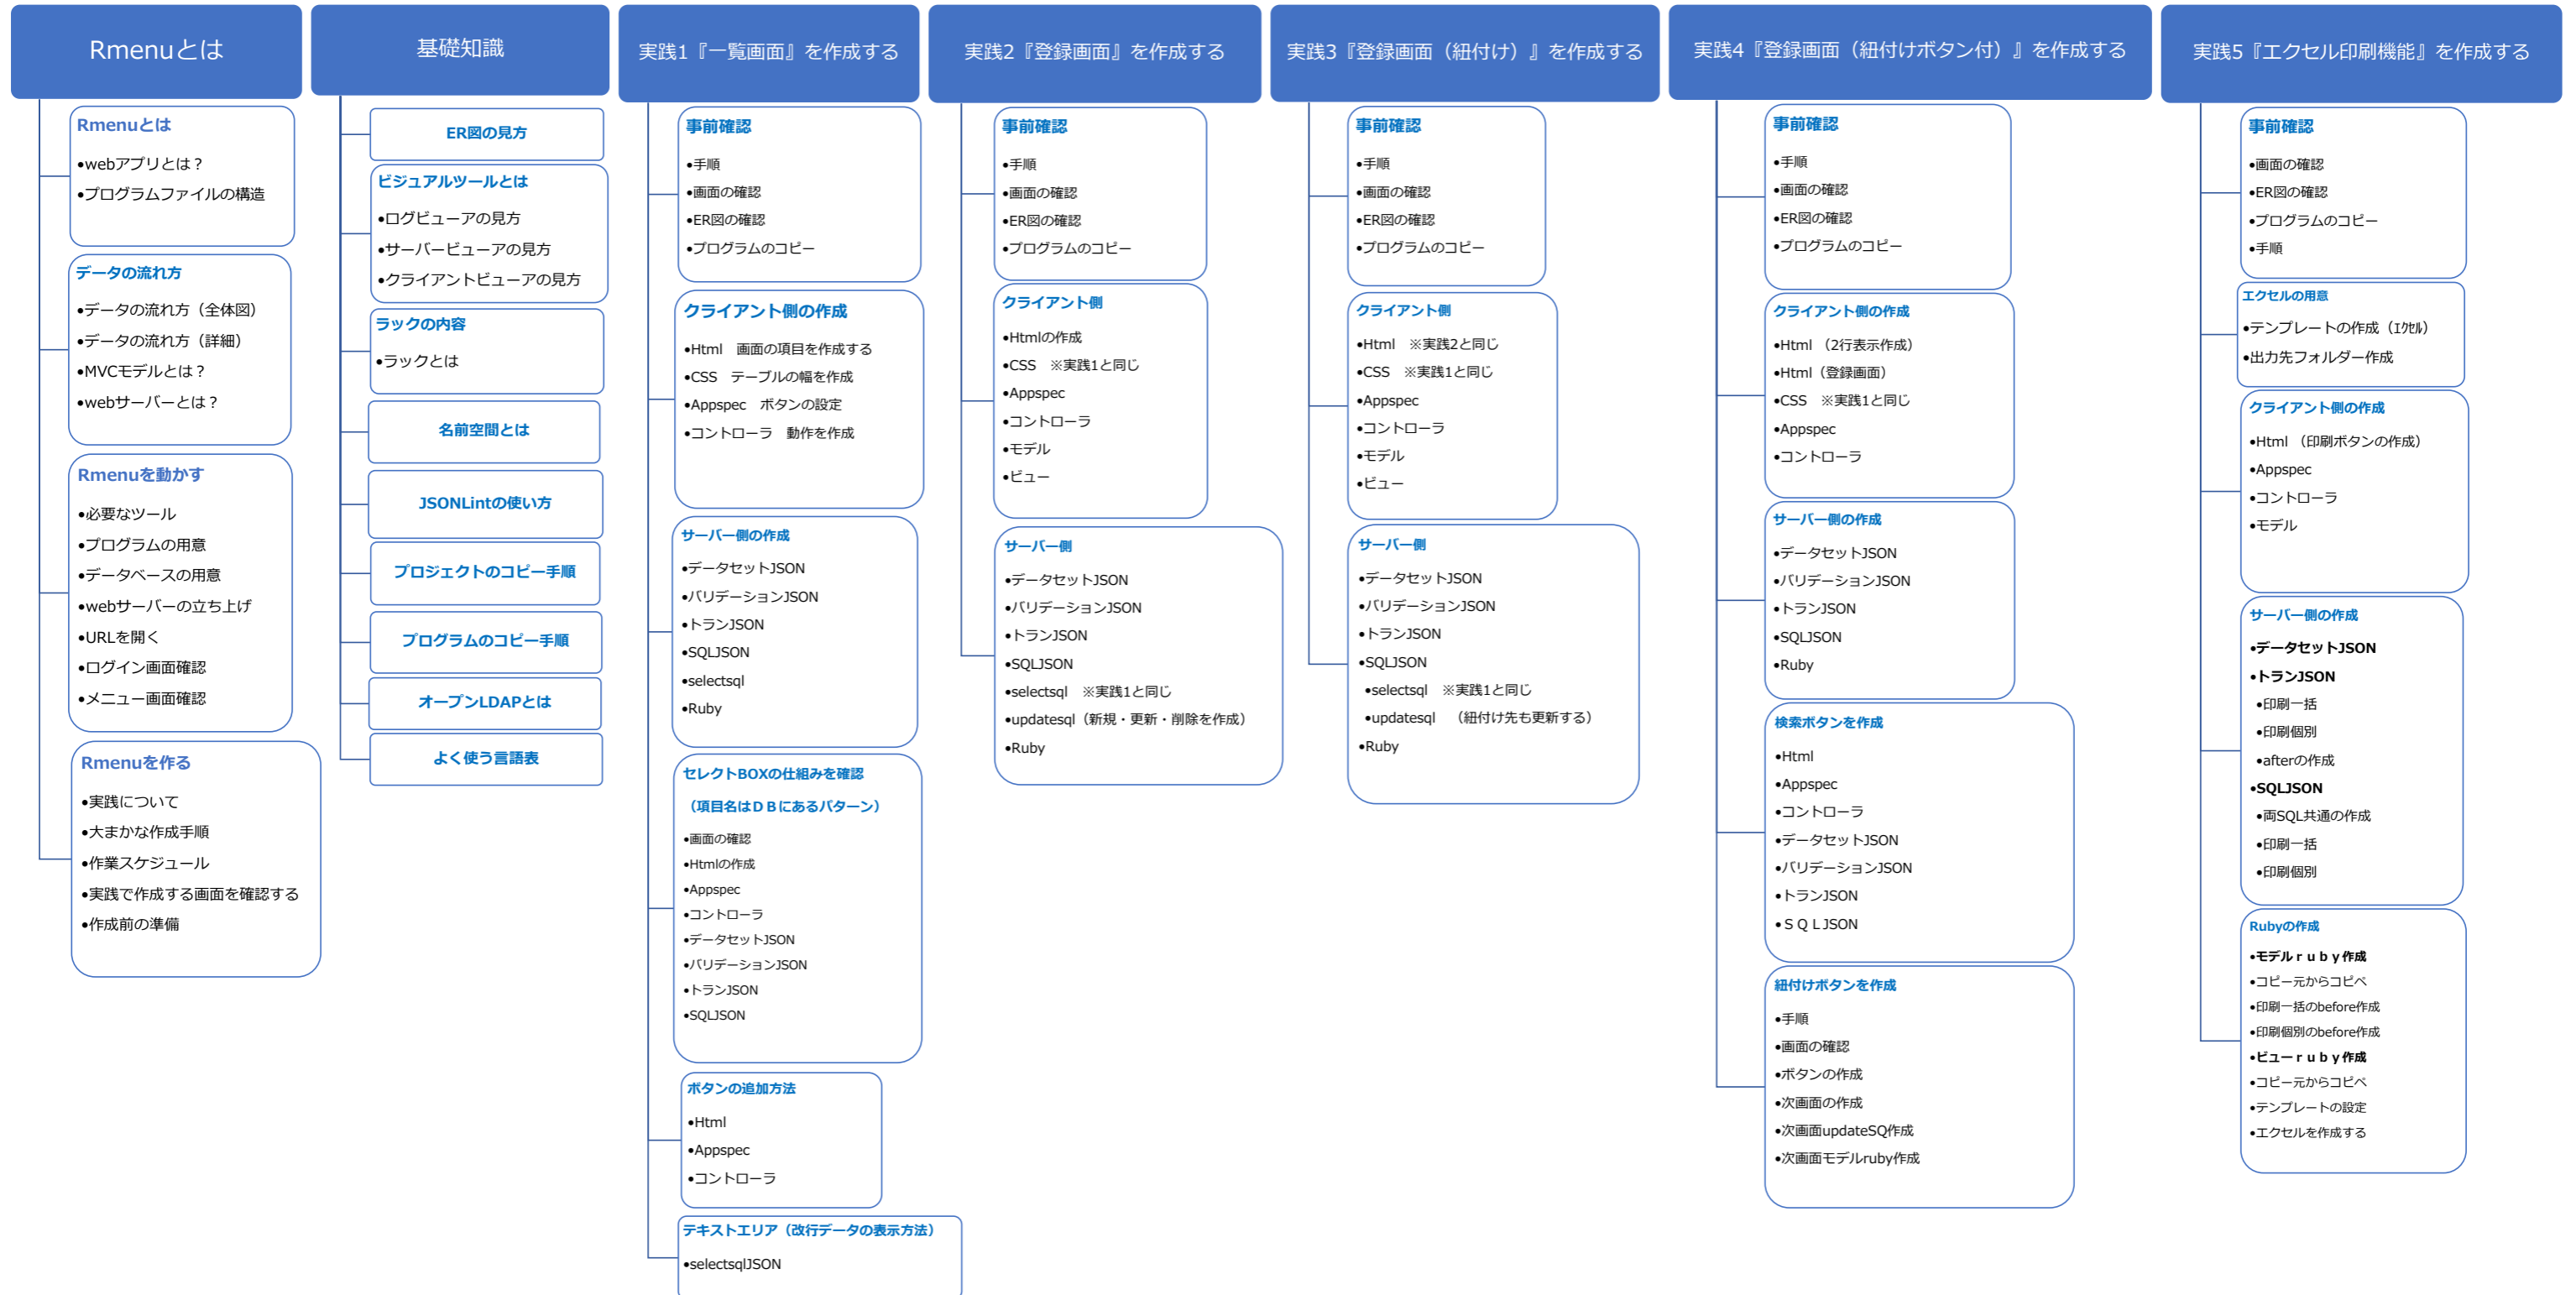 Rmenuとは
Rmenuとは
•webアプリとは？
•プログラムファイルの構造
データの流れ方
•データの流れ方（全体図）
•データの流れ方（詳細）
•MVCモデルとは？
•webサーバーとは？
Rmenuを動かす
•必要なツール
•プログラムの用意
•データベースの用意
•webサーバーの立ち上げ
•URLを開く
•ログイン画面確認
•メニュー画面確認
Rmenuを作る
•実践について
•大まかな作成手順
•作業スケジュール
•実践で作成する画面を確認する
•作成前の準備
基礎知識
ER図の見方
ビジュアルツールとは
•ログビューアの見方
•サーバービューアの見方
•クライアントビューアの見方
ラックの内容
•ラックとは
名前空間とは
JSONLintの使い方
プロジェクトのコピー手順
プログラムのコピー手順
オープンLDAPとは
よく使う言語表
実践1『一覧画面』を作成する
事前確認
•手順
•画面の確認
•ER図の確認
•プログラムのコピー
クライアント側の作成
•Html　画面の項目を作成する
•CSS　テーブルの幅を作成
•Appspec　ボタンの設定
•コントローラ　動作を作成
サーバー側の作成
•データセットJSON
•バリデーションJSON
•トランJSON
•SQLJSON
•selectsql
•Ruby
セレクトBOXの仕組みを確認
（項目名はＤＢにあるパターン）
•画面の確認
•Htmlの作成
•Appspec
•コントローラ
•データセットJSON
•バリデーションJSON
•トランJSON
•SQLJSON
ボタンの追加方法
•Html
•Appspec
•コントローラ
テキストエリア（改行データの表示方法）
•selectsqlJSON
実践2『登録画面』を作成する
事前確認
•手順
•画面の確認
•ER図の確認
•プログラムのコピー
クライアント側
•Htmlの作成
•CSS　※実践1と同じ
•Appspec
•コントローラ
•モデル
•ビュー
サーバー側
•データセットJSON
•バリデーションJSON
•トランJSON
•SQLJSON
•selectsql　※実践1と同じ
•updatesql（新規・更新・削除を作成）
•Ruby
実践3『登録画面（紐付け）』を作成する
事前確認
•手順
•画面の確認
•ER図の確認
•プログラムのコピー
クライアント側
•Html　※実践2と同じ
•CSS　※実践1と同じ
•Appspec
•コントローラ
•モデル
•ビュー
サーバー側
•データセットJSON
•バリデーションJSON
•トランJSON
•SQLJSON
•selectsql　※実践1と同じ
•updatesql　（紐付け先も更新する）
•Ruby
実践4『登録画面（紐付けボタン付）』を作成する
事前確認
•手順
•画面の確認
•ER図の確認
•プログラムのコピー
クライアント側の作成
•Html （2行表示作成）
•Html（登録画面）
•CSS　※実践1と同じ
•Appspec
•コントローラ
サーバー側の作成
•データセットJSON
•バリデーションJSON
•トランJSON
•SQLJSON
•Ruby
検索ボタンを作成
•Html
•Appspec
•コントローラ
•データセットJSON
•バリデーションJSON
•トランJSON
•ＳＱＬJSON
紐付けボタンを作成
•手順
•画面の確認
•ボタンの作成
•次画面の作成
•次画面updateSQ作成
•次画面モデルruby作成
実践5『エクセル印刷機能』を作成する
事前確認
•画面の確認
•ER図の確認
•プログラムのコピー
•手順
エクセルの用意
•テンプレートの作成（ｴｸｾﾙ）
•出力先フォルダー作成
クライアント側の作成
•Html （印刷ボタンの作成）
•Appspec
•コントローラ
•モデル
サーバー側の作成
•データセットJSON
•トランJSON
•印刷一括
•印刷個別
•afterの作成
•SQLJSON
•両SQL共通の作成
•印刷一括
•印刷個別
Rubyの作成
•モデルｒｕｂｙ作成
•コピー元からコピペ
•印刷一括のbefore作成
•印刷個別のbefore作成
•ビューｒｕｂｙ作成
•コピー元からコピペ
•テンプレートの設定
•エクセルを作成する